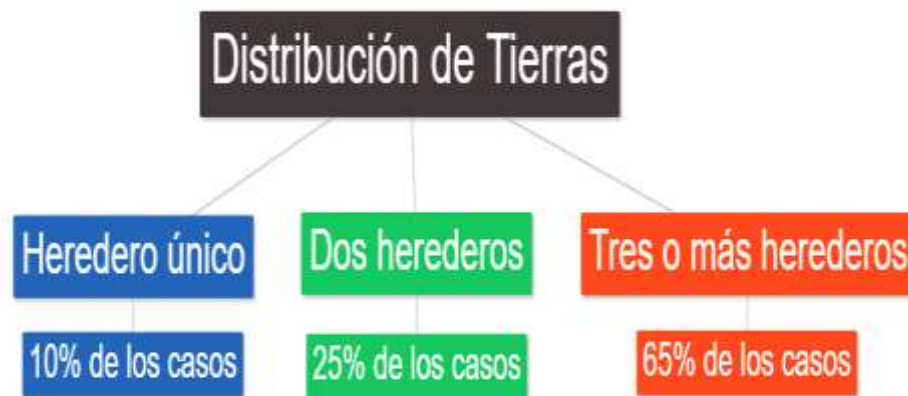 Distribución de Tierras
Heredero único
Dos herederos
Tres o más herederos
10% de los casos
25% de los casos
65% de los casos